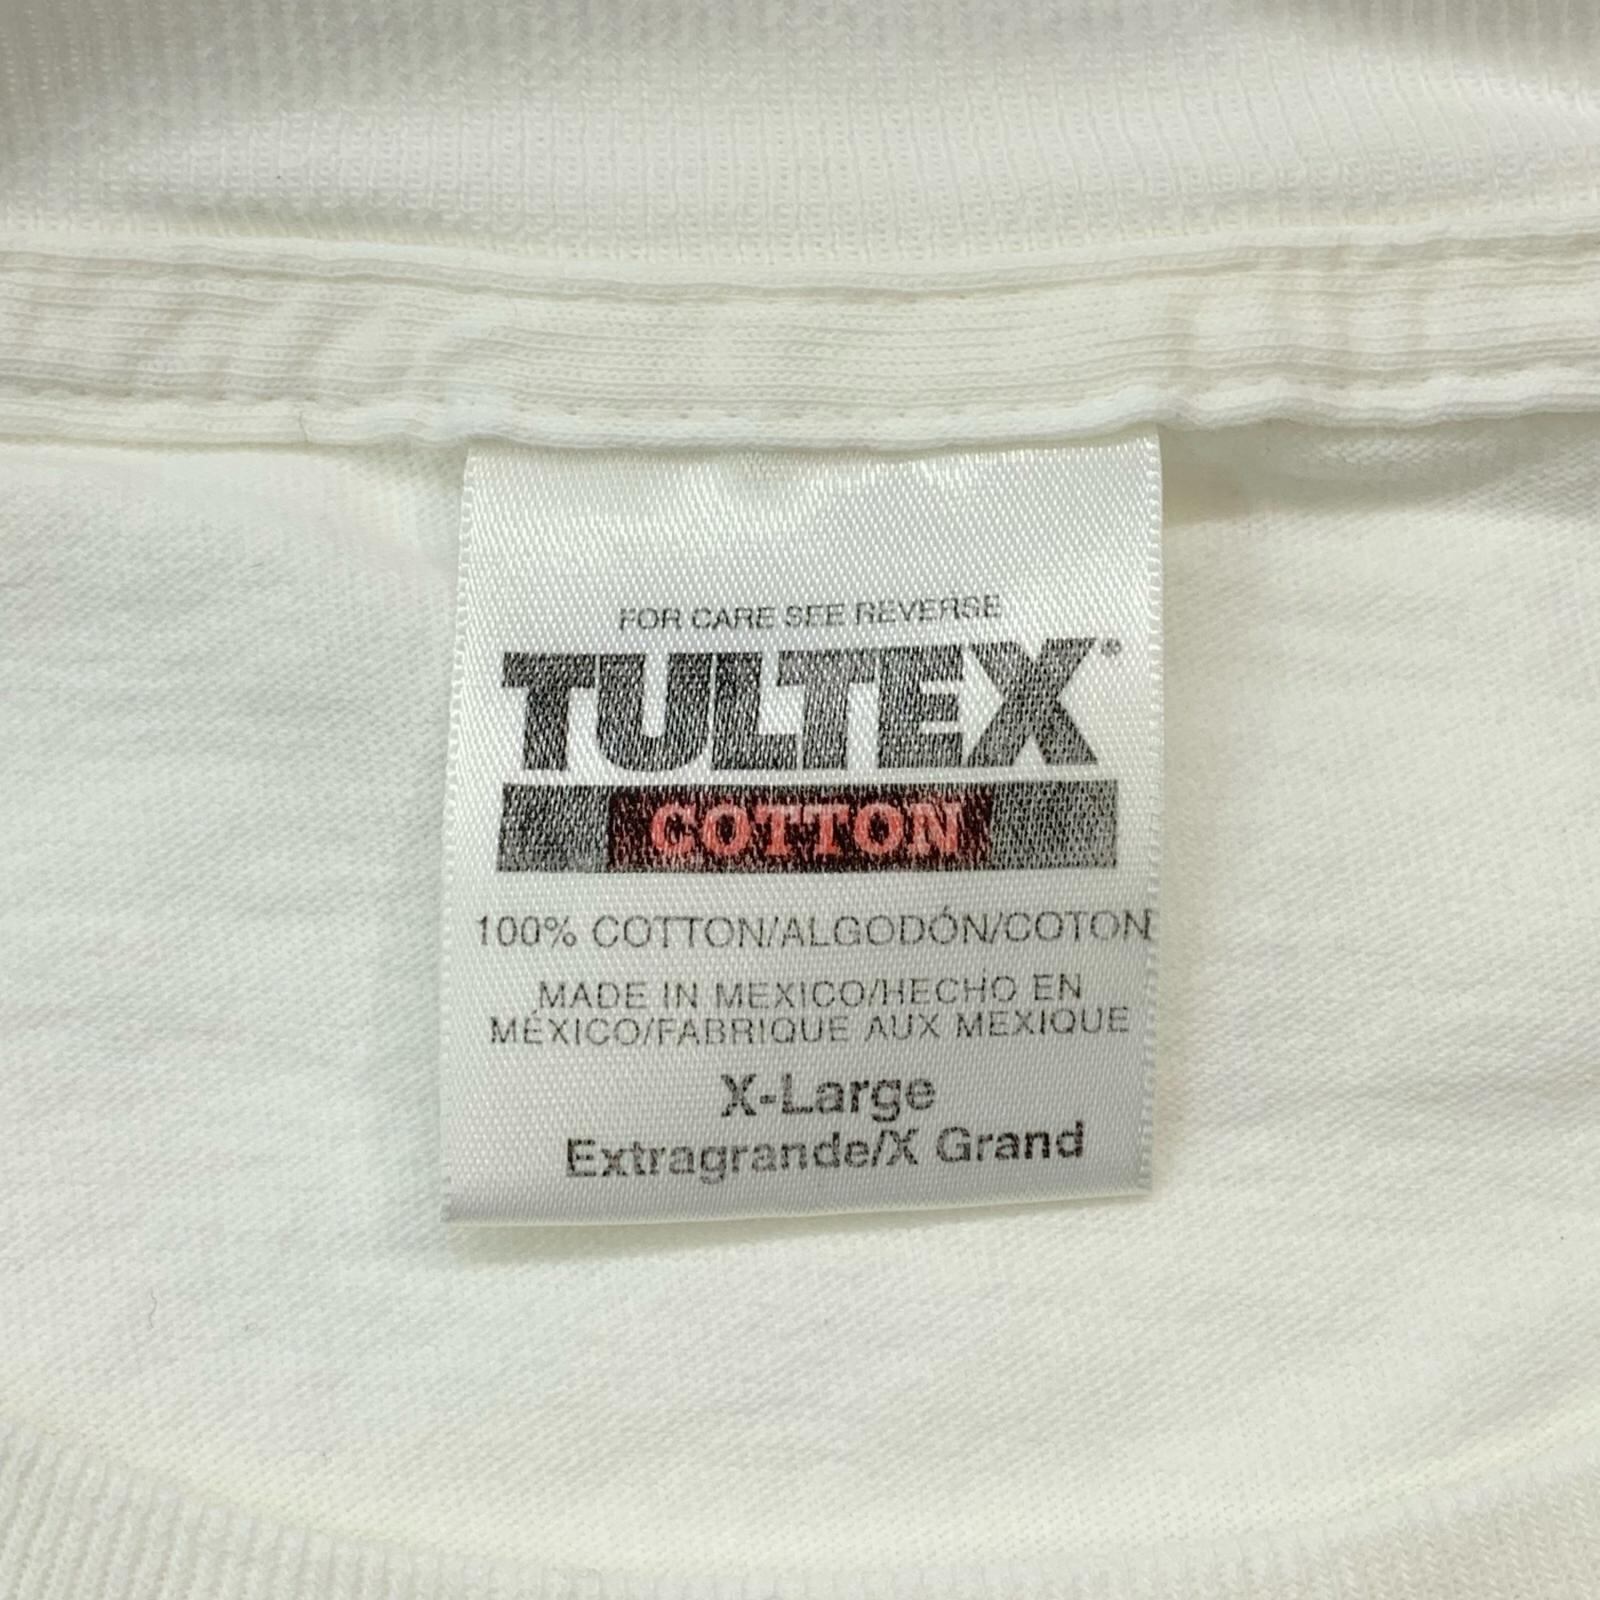 FOR CARE SEE REVERSE
TULTEX®
COTTON
100% COTTON/ALGODÓN/COTON
MADE IN MEXICO/HECHO EN
MÉXICO/FABRIQUE AUX MEXIQUE
X-Large
Extragrande/X Grand